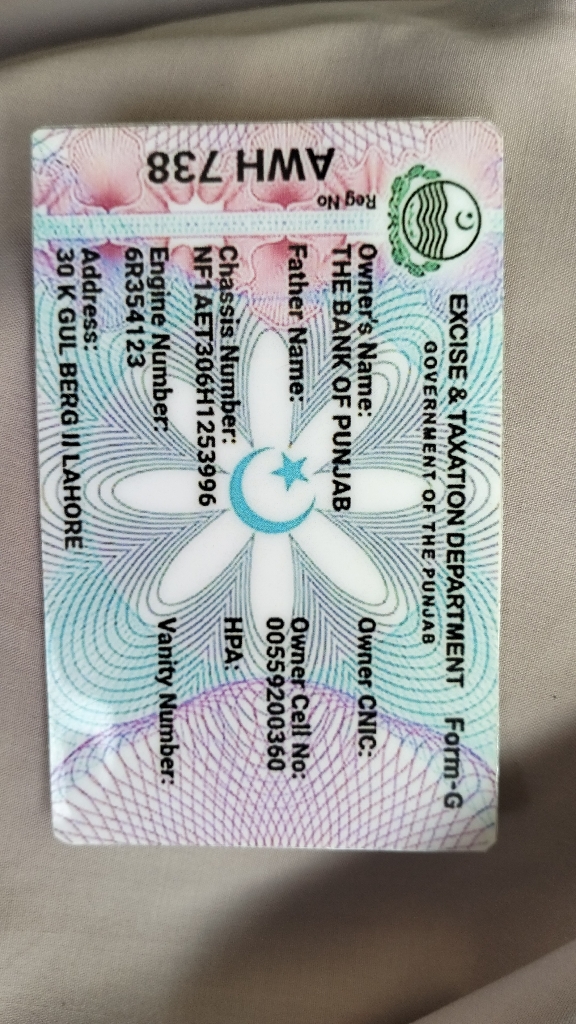 EXCISE & TAXATION DEPARTMENT Form-G
GOVERNMENT OF THE PUNJAB
Reg No
AWH 738
Owner's Name:
THE BANK OF PUNJAB
Owner CNIC:
Father Name:
Owner Cell No:
00559200360
Chassis Number:
NF1AET306H1253996
HPA:
Engine Number:
6R354123
Vanity Number:
Address:
30 K GUL BERG II LAHORE